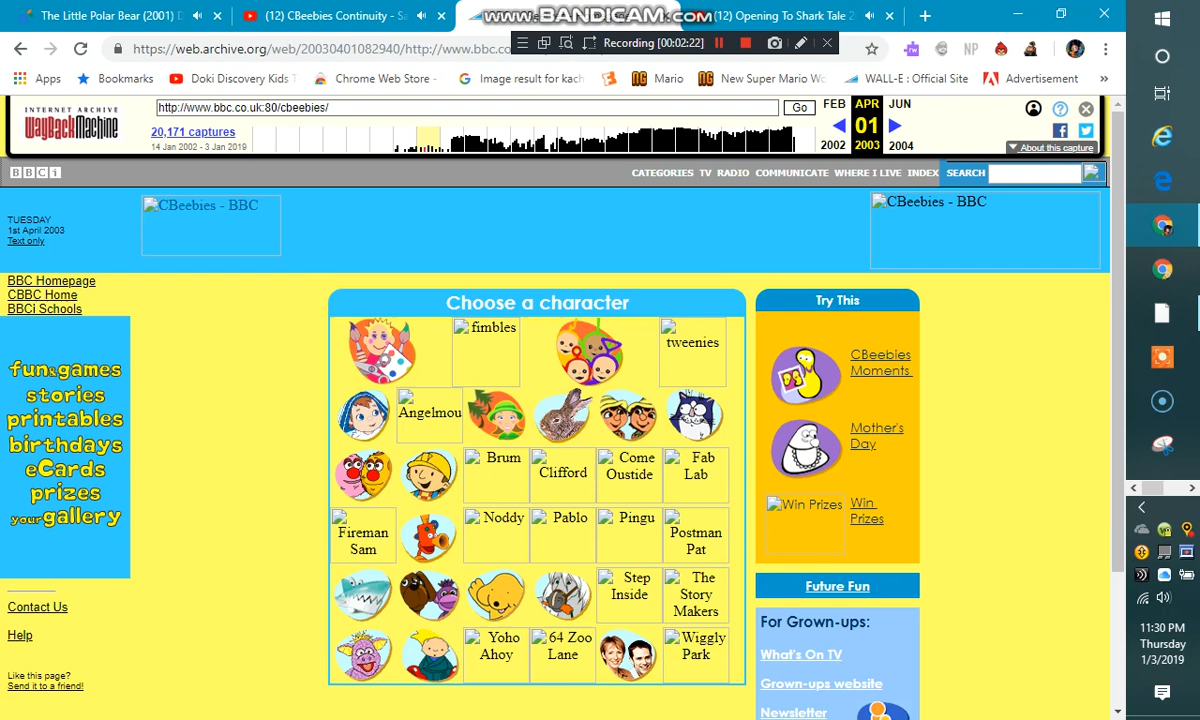 The Little Polar Bear (2001) D
(12) CBeebies Continuity - Sa
www.BANDICAM.com
(12) Opening To Shark Tale 2
https://web.archive.org/web/20030401082940/http://www.bbc.co
Recording [00:02:22]
NP
Apps
Bookmarks
Doki Discovery Kids T
Chrome Web Store -
Image result for kach
Mario
New Super Mario Wo
WALL-E : Official Site
Advertisement
»
INTERNET ARCHIVE
WayBackMachine
http://www.bbc.co.uk:80/cbeebies/
Go
FEB
APR
JUN
20,171 captures
14 Jan 2002 - 3 Jan 2019
01
2002
2003
2004
About this capture
BBCi
CATEGORIES TV RADIO COMMUNICATE WHERE I LIVE INDEX
SEARCH
TUESDAY
1st April 2003
Text only
CBeebies - BBC
CBeebies - BBC
BBC Homepage
CBBC Home
BBCi Schools
fun&games
stories
printables
birthdays
eCards
prizes
your gallery
Contact Us
Help
Like this page?
Send it to a friend!
Choose a character
fimbles
tweenies
Angelmou
Brum
Clifford
Come
Oustide
Fab
Lab
Fireman
Sam
Noddy
Pablo
Pingu
Postman
Pat
Step
Inside
The
Story
Makers
Yoho
Ahoy
64 Zoo
Lane
Wiggly
Park
Try This
CBeebies
Moments
Mother's
Day
Win Prizes
Win
Prizes
Future Fun
For Grown-ups:
What's On TV
Grown-ups website
Newsletter
11:30 PM
Thursday
1/3/2019